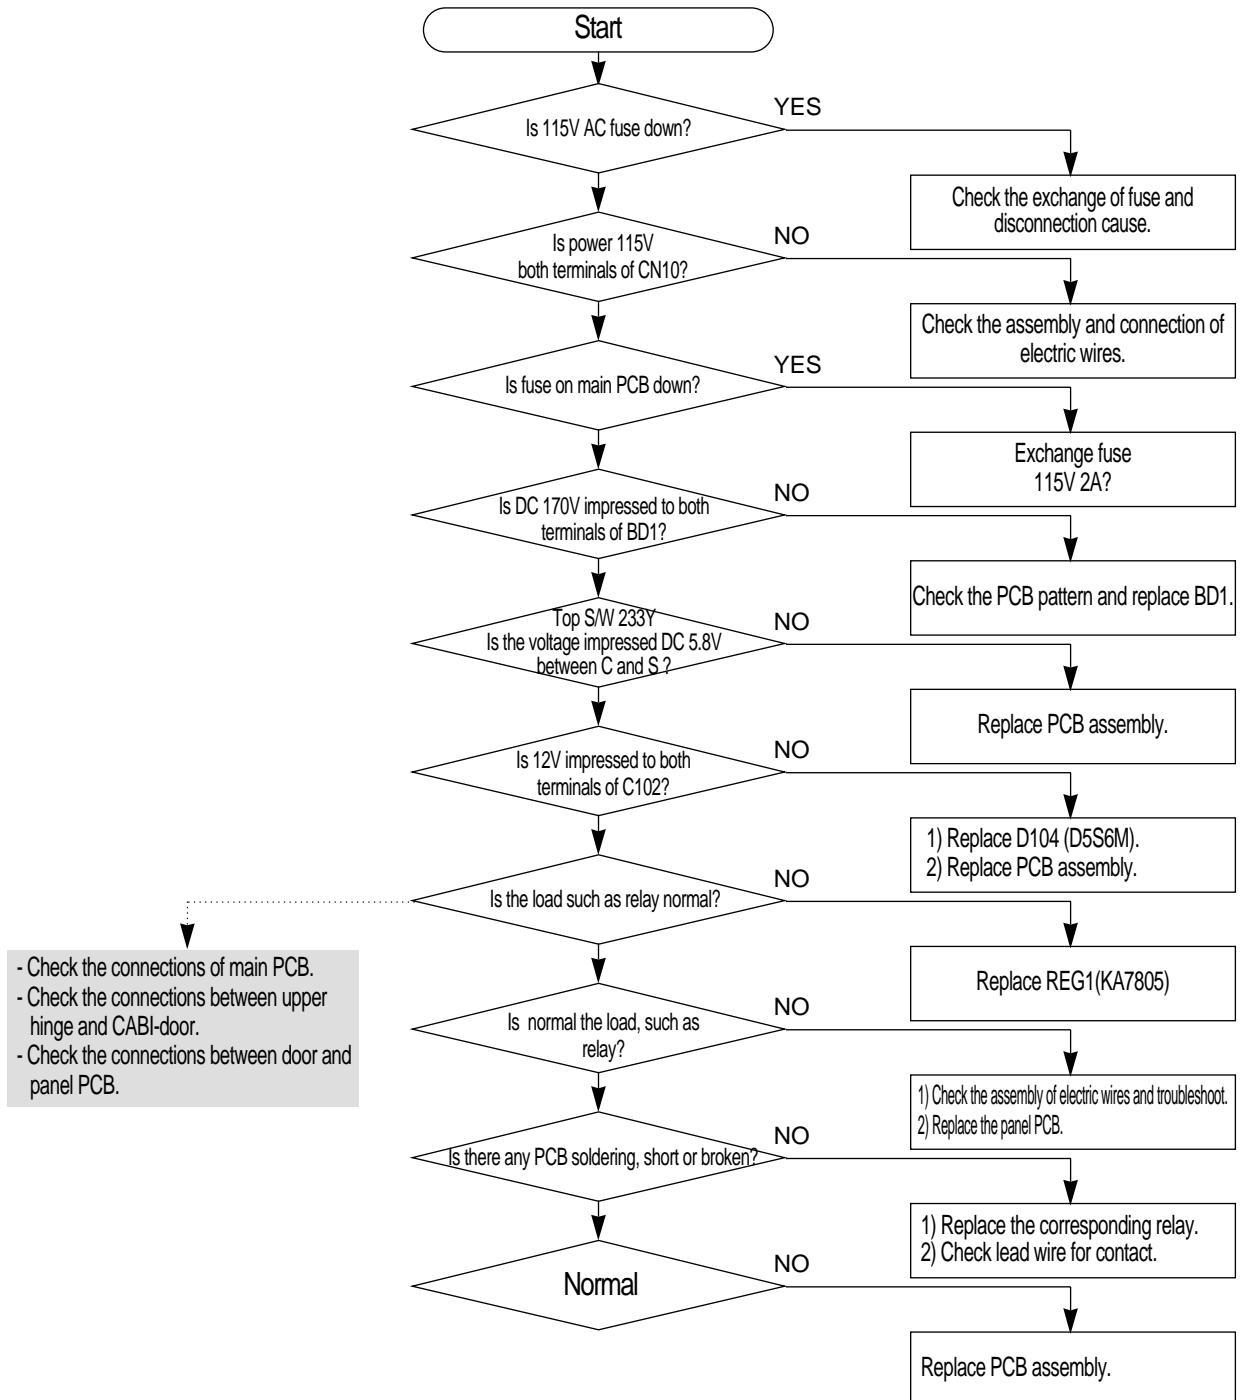 Start
Is 115V AC fuse down?
YES
Check the exchange of fuse and
disconnection cause.
Is power 115V
both terminals of CN10?
NO
Check the assembly and connection of
electric wires.
Is fuse on main PCB down?
YES
Exchange fuse
115V 2A?
Is DC 170V impressed to both
terminals of BD1?
NO
Check the PCB pattern and replace BD1.
Top S/W 233Y
Is the voltage impressed DC 5.8V
between C and S ?
NO
Replace PCB assembly.
Is 12V impressed to both
terminals of C102?
NO
1) Replace D104 (D5S6M).
2) Replace PCB assembly.
Is the load such as relay normal?
NO
Replace REG1(KA7805)
- Check the connections of main PCB.
- Check the connections between upper
hinge and CABI-door.
- Check the connections between door and
panel PCB.
Is normal the load, such as
relay?
NO
1) Check the assembly of electric wires and troubleshoot.
2) Replace the panel PCB.
Is there any PCB soldering, short or broken?
NO
1) Replace the corresponding relay.
2) Check lead wire for contact.
Normal
NO
Replace PCB assembly.